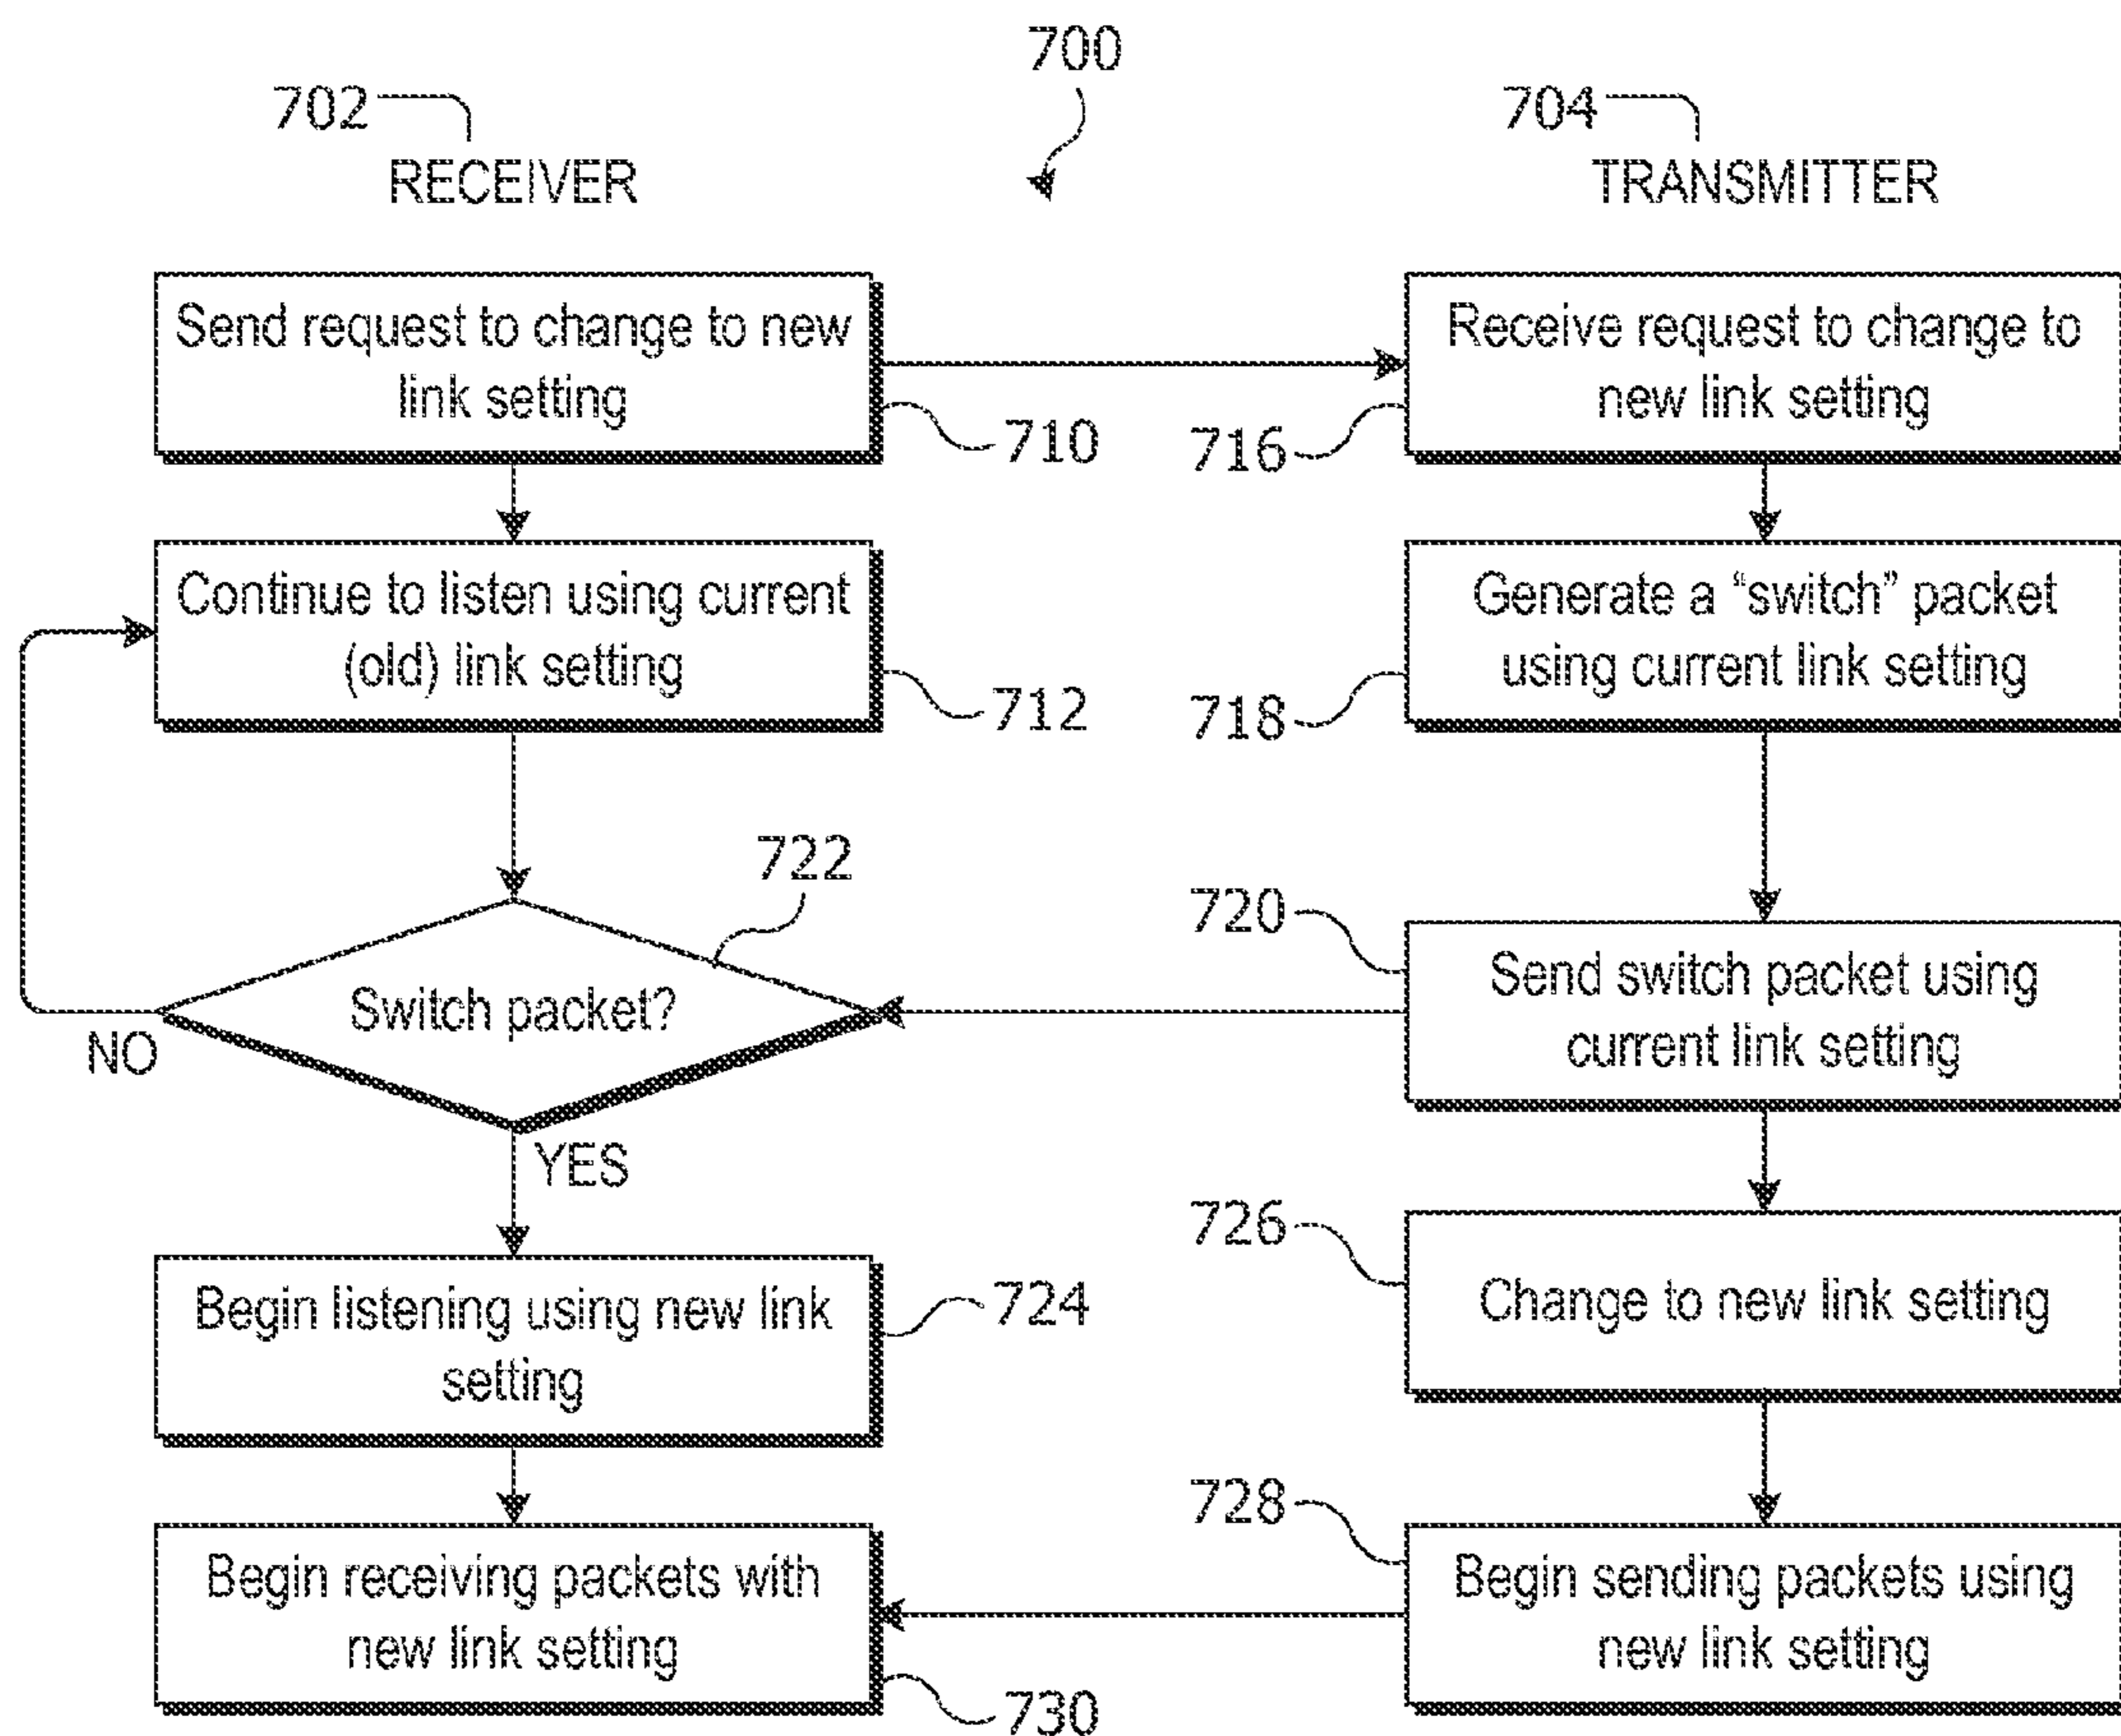 700
702
704
RECEIVER
TRANSMITTER
Send request to change to new
link setting
710
Receive request to change to
new link setting
716
Continue to listen using current
(old) link setting
712
Generate a “switch” packet
using current link setting
718
722
Switch packet?
NO
YES
720
Send switch packet using
current link setting
Begin listening using new link
setting
724
726
Change to new link setting
Begin receiving packets with
new link setting
730
728
Begin sending packets using
new link setting